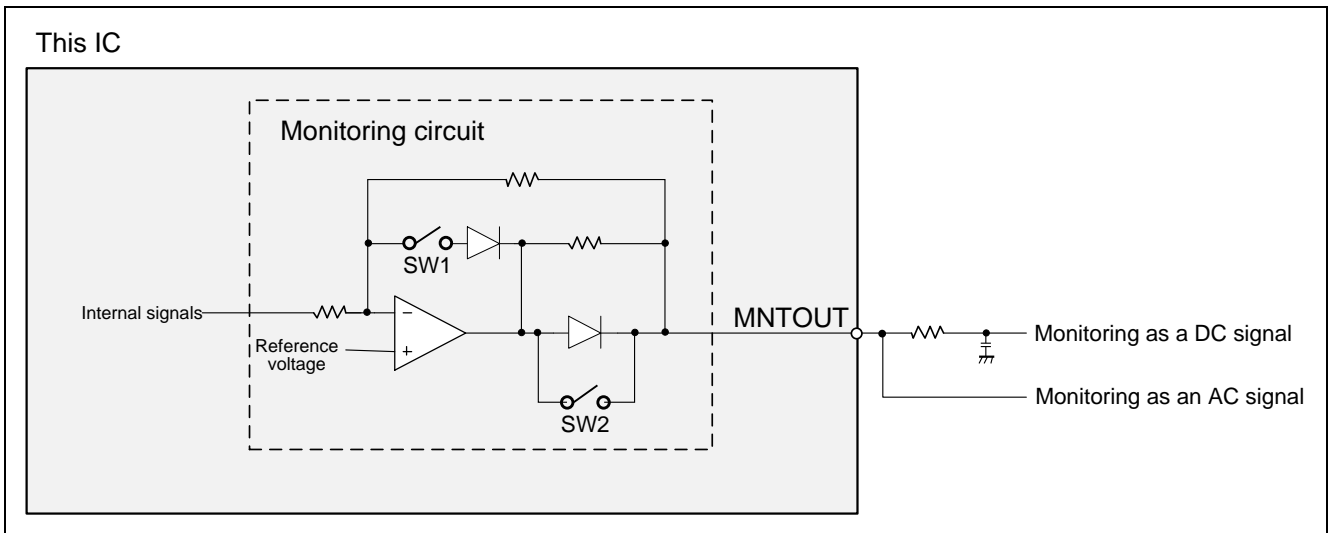 This IC
Monitoring circuit
SW1
Internal signals
−
+
Reference
voltage
SW2
MNTOUT
Monitoring as a DC signal
Monitoring as an AC signal